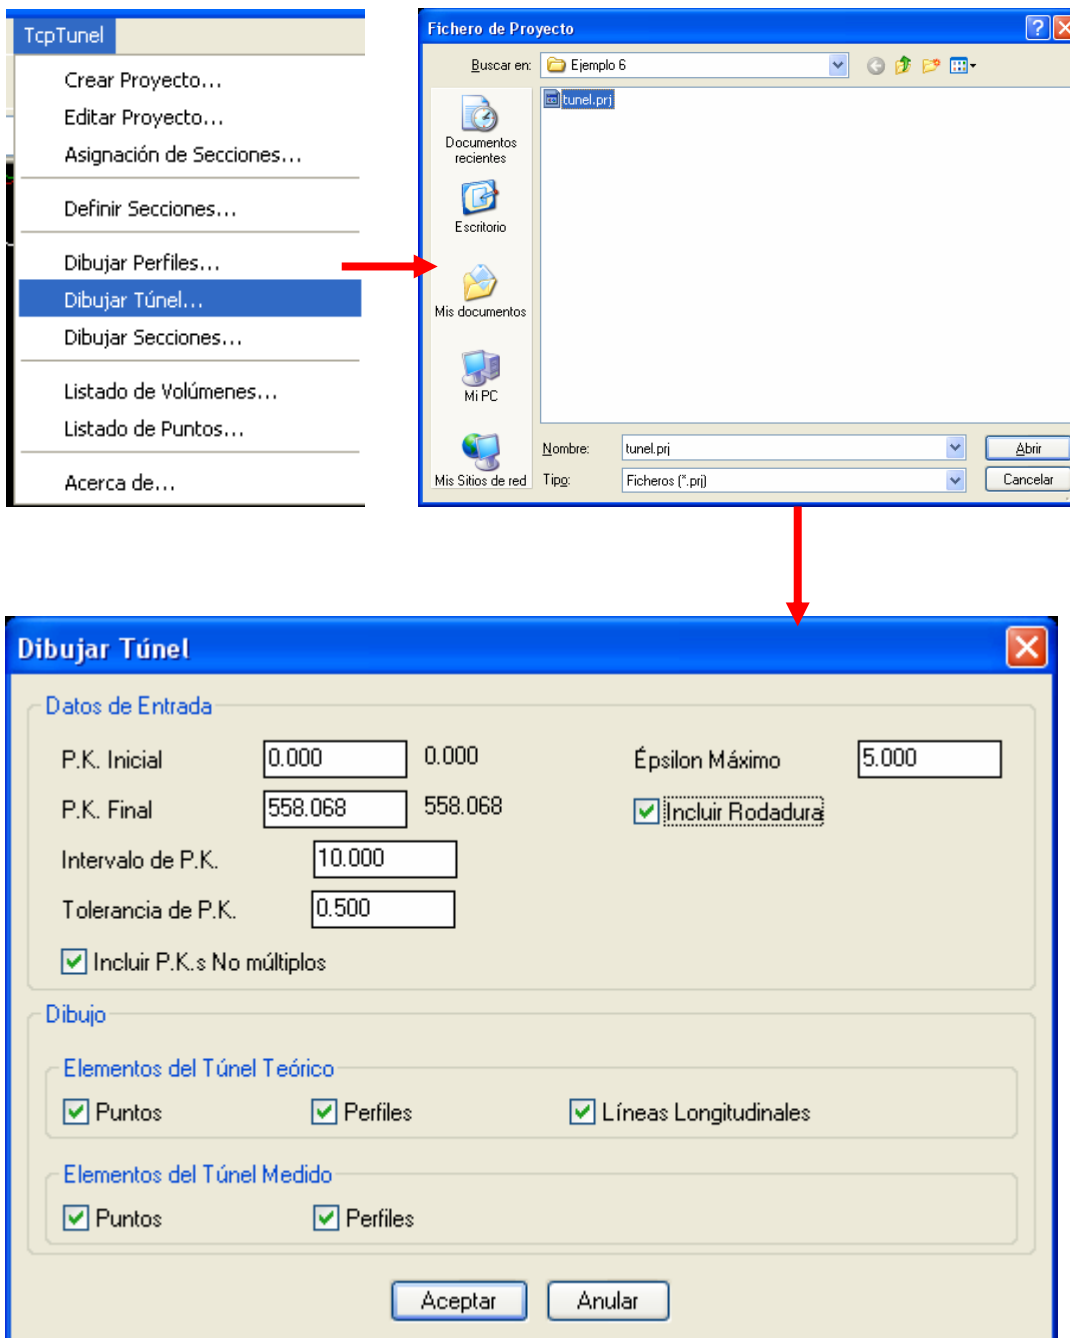 TcpTunel
Crear Proyecto...
Editar Proyecto...
Asignación de Secciones...
Definir Secciones...
Dibujar Perfiles...
Dibujar Túnel...
Dibujar Secciones...
Listado de Volúmenes...
Listado de Puntos...
Acerca de...
Fichero de Proyecto
Buscar en: Ejemplo 6
tunel.prj
Documentos
recientes
Escritorio
Mis documentos
Mi PC
Mis Sitios de red
Nombre: tunel.prj Abrir
Tipo: Ficheros (*.prj) Cancelar
Dibujar Túnel
Datos de Entrada
P.K. Inicial 0.000 0.000 Épsilon Máximo 5.000
P.K. Final 558.068 558.068 Incluir Rodadura
Intervalo de P.K. 10.000
Tolerancia de P.K. 0.500
Incluir P.K.s No múltiplos
Dibujo
Elementos del Túnel Teórico
Puntos Perfiles Líneas Longitudinales
Elementos del Túnel Medido
Puntos Perfiles
Aceptar Anular